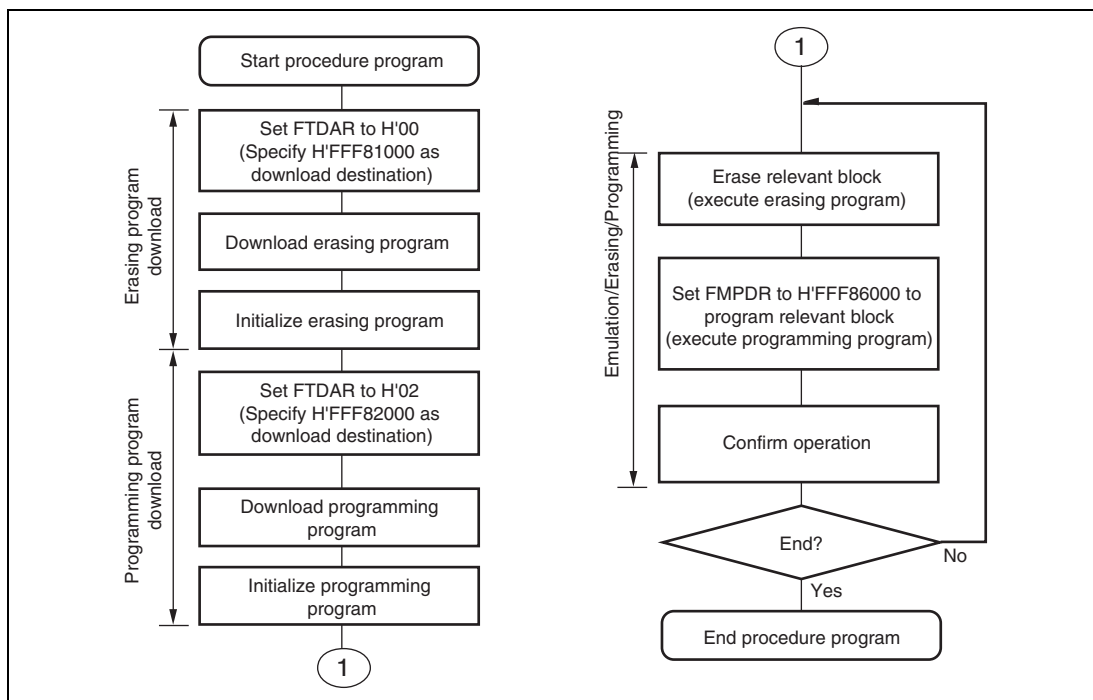 Start procedure program
Erasing program
download
Set FTDAR to H'00
(Specify H'FFF81000 as
download destination)
Download erasing program
Initialize erasing program
Programming program
download
Set FTDAR to H'02
(Specify H'FFF82000 as
download destination)
Download programming
program
Initialize programming
program
1
1
Emulation/Erasing/Programming
Erase relevant block
(execute erasing program)
Set FMPDR to H'FFF86000 to
program relevant block
(execute programming program)
Confirm operation
End?
No
Yes
End procedure program